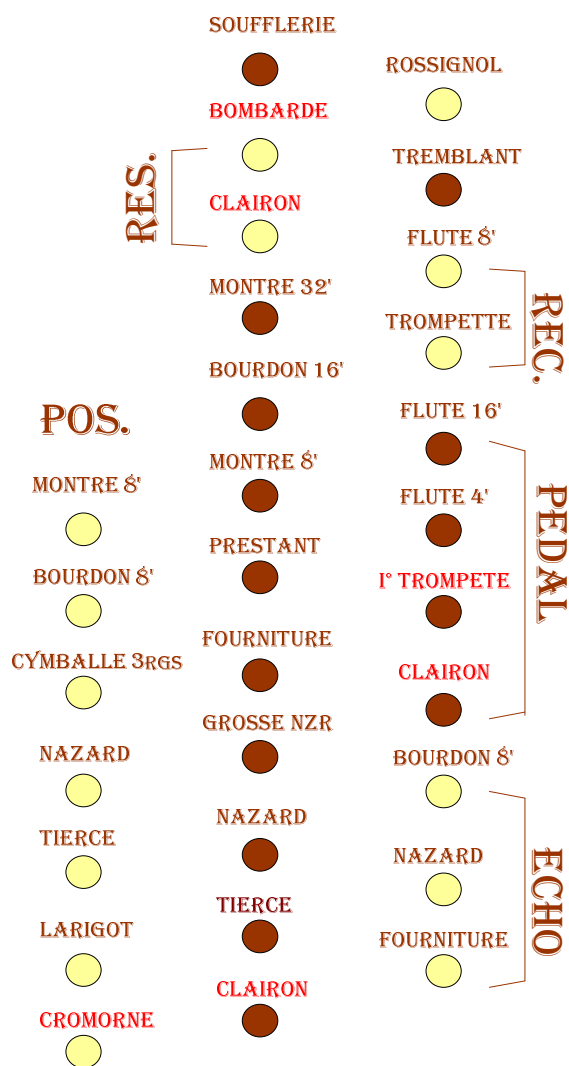 SOUFFLERIE
BOMBARDE
RES.
CLAIRON
MONTRE 32'
BOURDON 16'
MONTRE 8'
PRESTANT
FOURNITURE
GROSSE NZR
NAZARD
TIERCE
CLAIRON
POS.
MONTRE 8'
BOURDON 8'
CYMBALLE 3RGS
NAZARD
TIERCE
LARIGOT
CROMORNE
ROSSIGNOL
TREMBLANT
FLUTE 8'
TROMPETTE
REC.
FLUTE 16'
FLUTE 4'
I° TROMPETE
CLAIRON
PEDAL
BOURDON 8'
NAZARD
FOURNITURE
ECHO